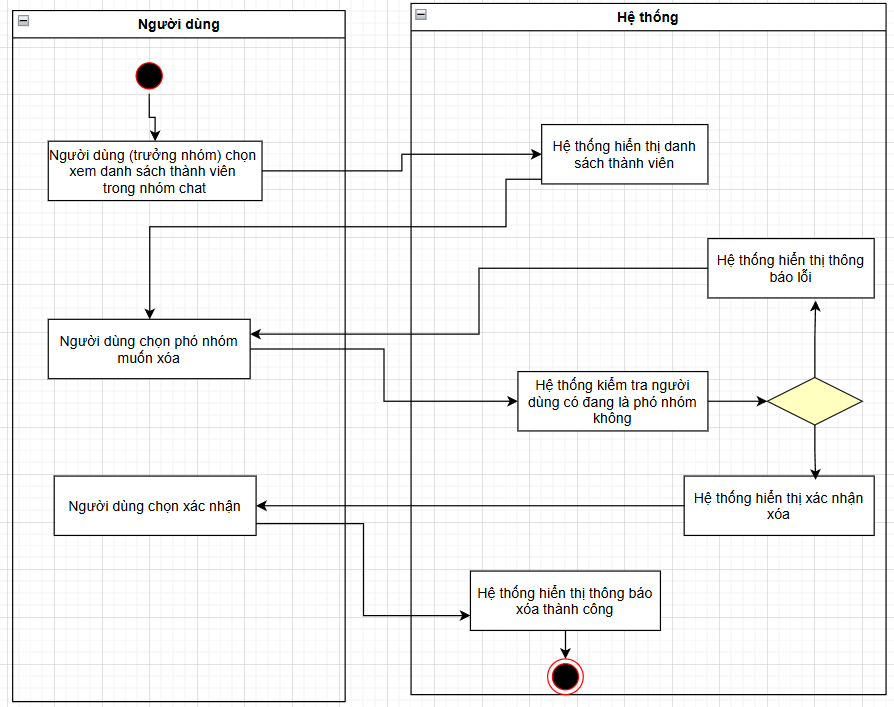 Người dùng
Hệ thống
Người dùng (trưởng nhóm) chọn
xem danh sách thành viên
trong nhóm chat
Hệ thống hiển thị danh
sách thành viên
Hệ thống hiển thị thông
báo lỗi
Người dùng chọn phó nhóm
muốn xóa
Hệ thống kiểm tra người
dùng có đang là phó nhóm
không
Người dùng chọn xác nhận
Hệ thống hiển thị xác nhận
xóa
Hệ thống hiển thị thông báo
xóa thành công